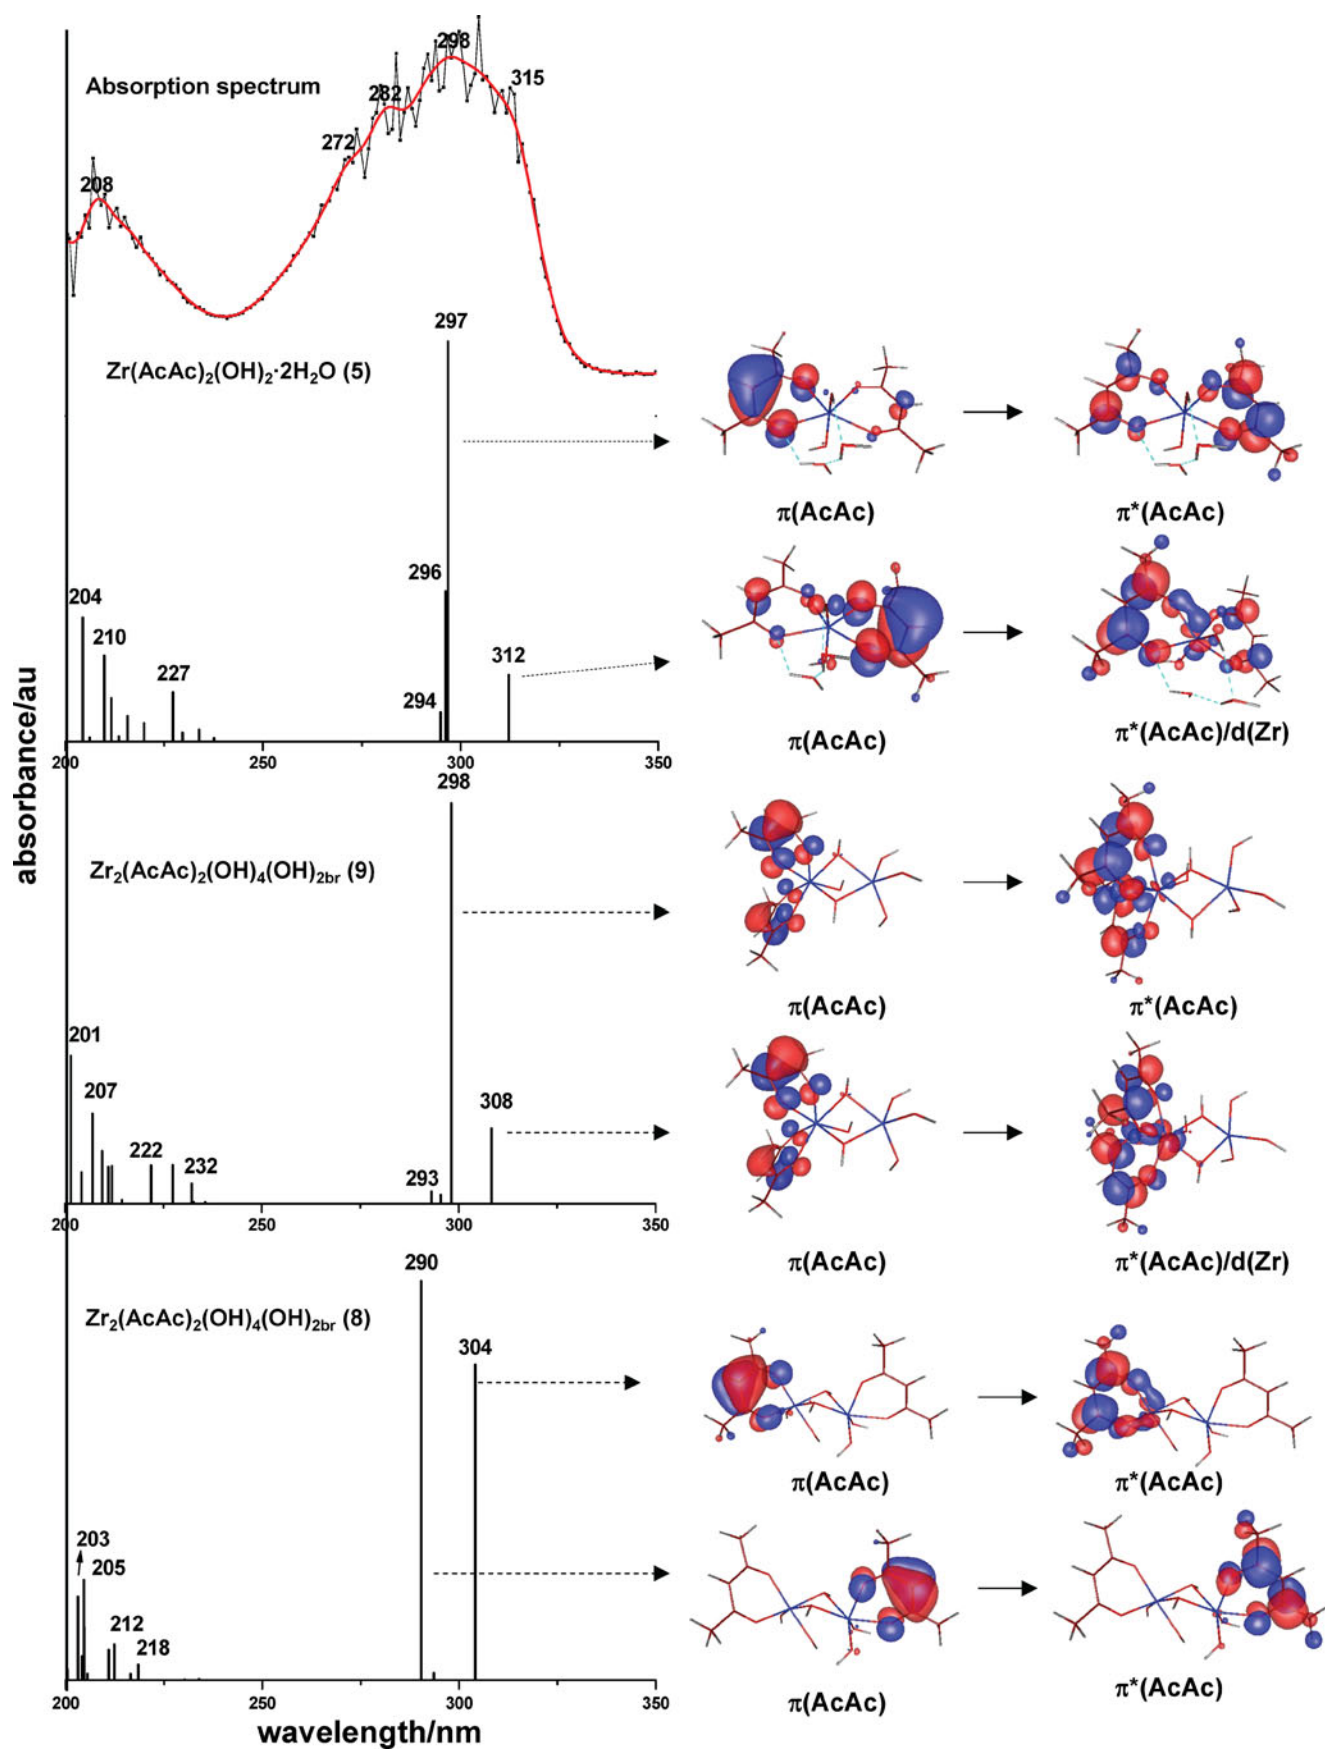 Absorption spectrum
208
272
282
298
315
Zr(AcAc)₂(OH)₂·2H₂O (5)
297
296
294
312
204
210
227
200 250 300 350
π(AcAc) π*(AcAc)
π(AcAc) π*(AcAc)/d(Zr)
absorbance/au
Zr₂(AcAc)₂(OH)₄(OH)₂br (9)
298
308
293
201
207
222
232
200 250 300 350
π(AcAc) π*(AcAc)
π(AcAc) π*(AcAc)/d(Zr)
Zr₂(AcAc)₂(OH)₄(OH)₂br (8)
290
304
203
205
212
218
200 250 300 350
π(AcAc) π*(AcAc)
π(AcAc) π*(AcAc)
wavelength/nm